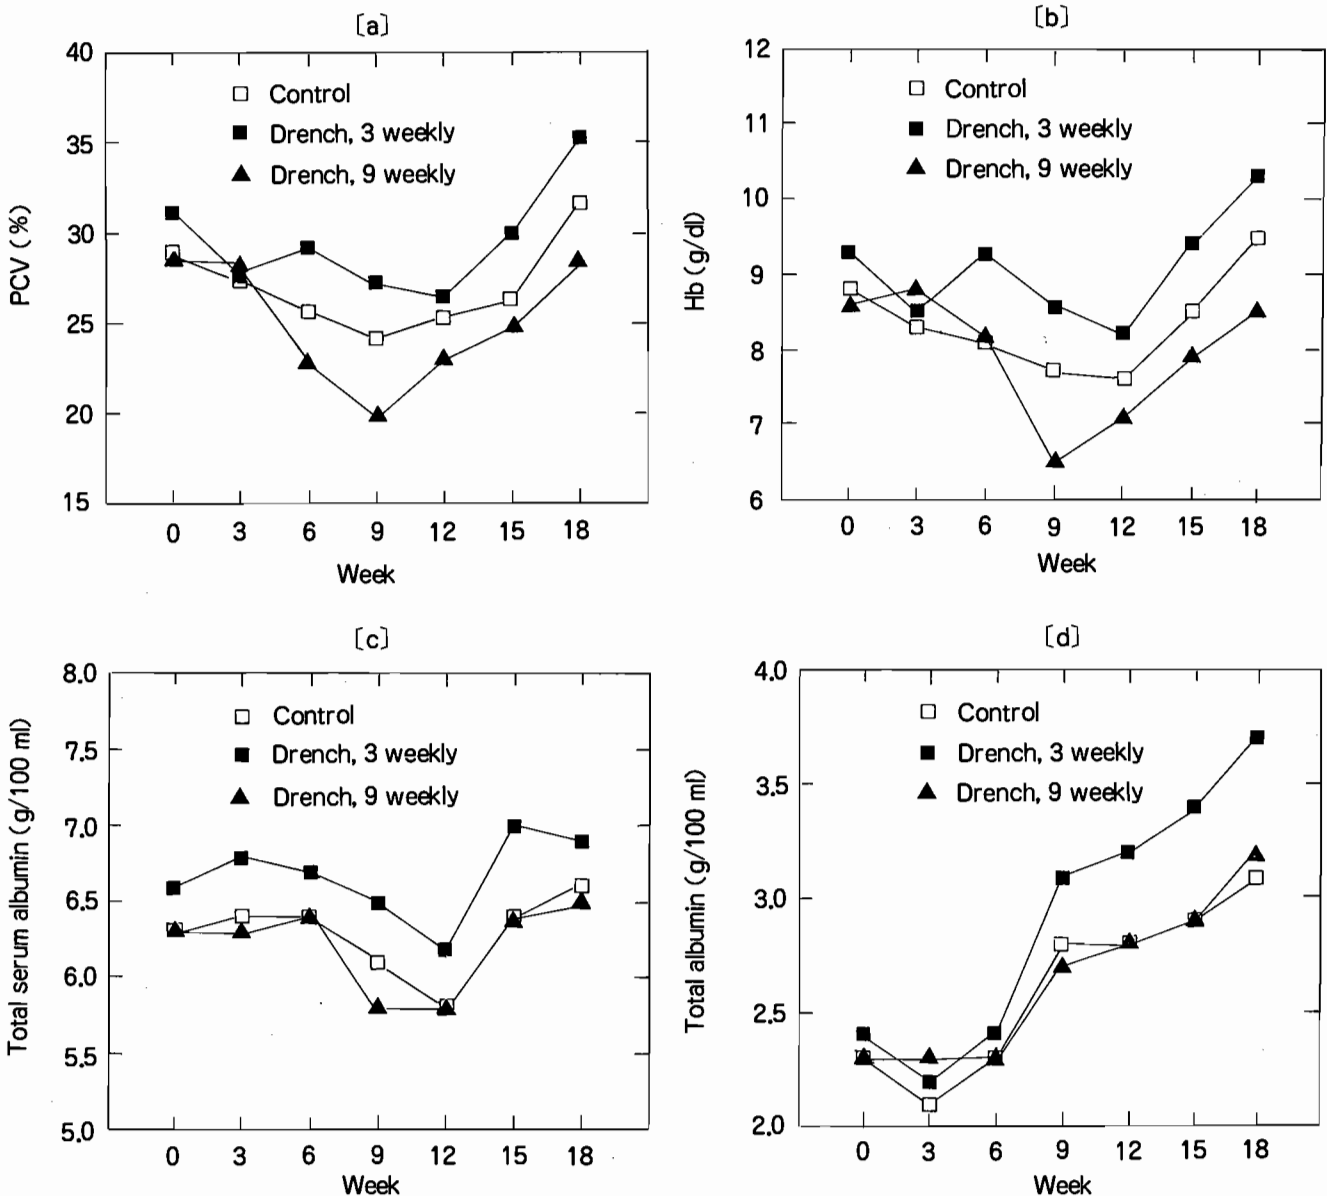 [a]
40
35
30
25
20
15
PCV (%)
Control
Drench, 3 weekly
Drench, 9 weekly
0 3 6 9 12 15 18
Week
[b]
12
11
10
9
8
7
6
Hb (g/dl)
Control
Drench, 3 weekly
Drench, 9 weekly
0 3 6 9 12 15 18
Week
[c]
8.0
7.5
7.0
6.5
6.0
5.5
5.0
Total serum albumin (g/100 ml)
Control
Drench, 3 weekly
Drench, 9 weekly
0 3 6 9 12 15 18
Week
[d]
4.0
3.5
3.0
2.5
2.0
Total albumin (g/100 ml)
Control
Drench, 3 weekly
Drench, 9 weekly
0 3 6 9 12 15 18
Week